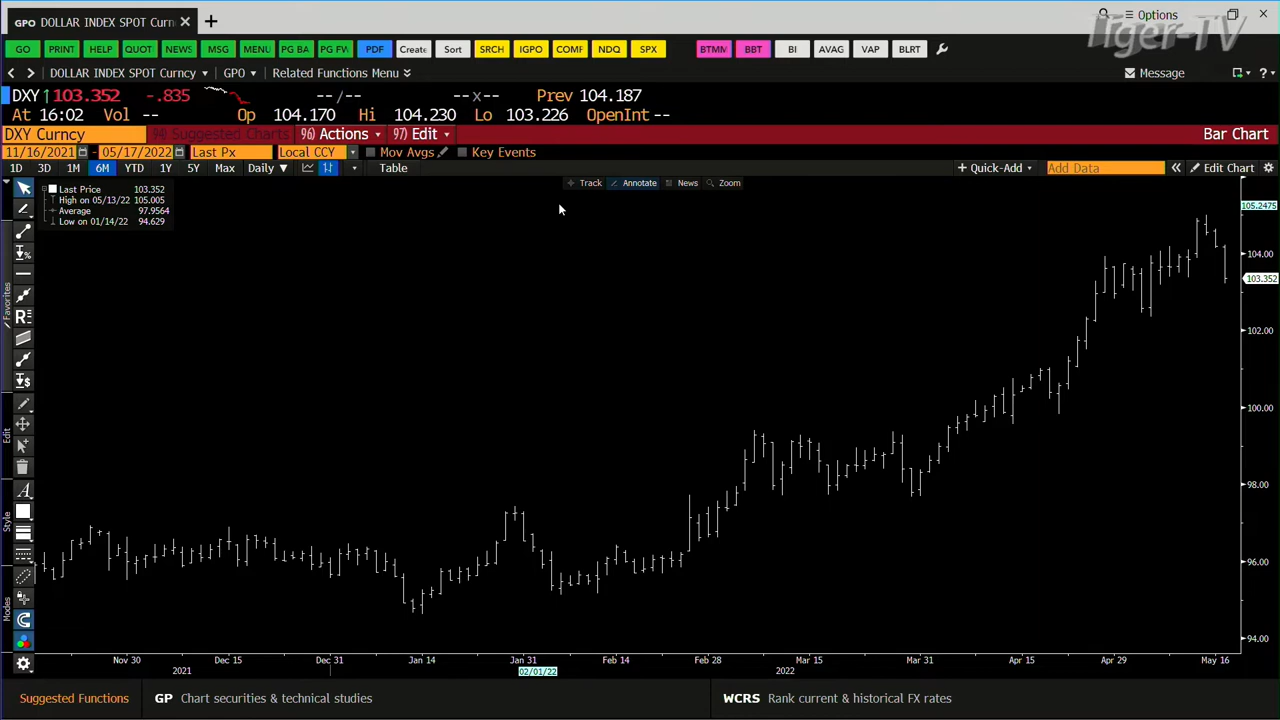 GPO DOLLAR INDEX SPOT Curn
Options
Tiger-TV
GO PRINT HELP QUOT NEWS MSG MENU PG BA PG FW PDF Create Sort SRCH IGPO COMF NDQ SPX BTMM BBT BI AVAG VAP BLRT
DOLLAR INDEX SPOT Curncy GPO Related Functions Menu Message ?
DXY ↑103.352 -.835 --/-- --x-- Prev 104.187
At 16:02 Vol -- Op 104.170 Hi 104.230 Lo 103.226 OpenInt --
DXY Curncy 94) Suggested Charts 96) Actions 97) Edit Bar Chart
11/16/2021 - 05/17/2022 Last Px Local CCY Mov Avgs Key Events
1D 3D 1M 6M YTD 1Y 5Y Max Daily Table + Quick-Add Add Data « Edit Chart
Track Annotate News Zoom
Last Price 103.352
High on 05/13/22 105.005
Average 97.9564
Low on 01/14/22 94.629
105.2475
104.00
103.352
102.00
100.00
98.00
96.00
94.00
Favorites
Edit
Style
Modes
Nov 30 Dec 15 Dec 31 Jan 14 Jan 31 Feb 14 Feb 28 Mar 15 Mar 31 Apr 15 Apr 29 May 16
2021 02/01/22 2022
Suggested Functions GP Chart securities & technical studies WCRS Rank current & historical FX rates